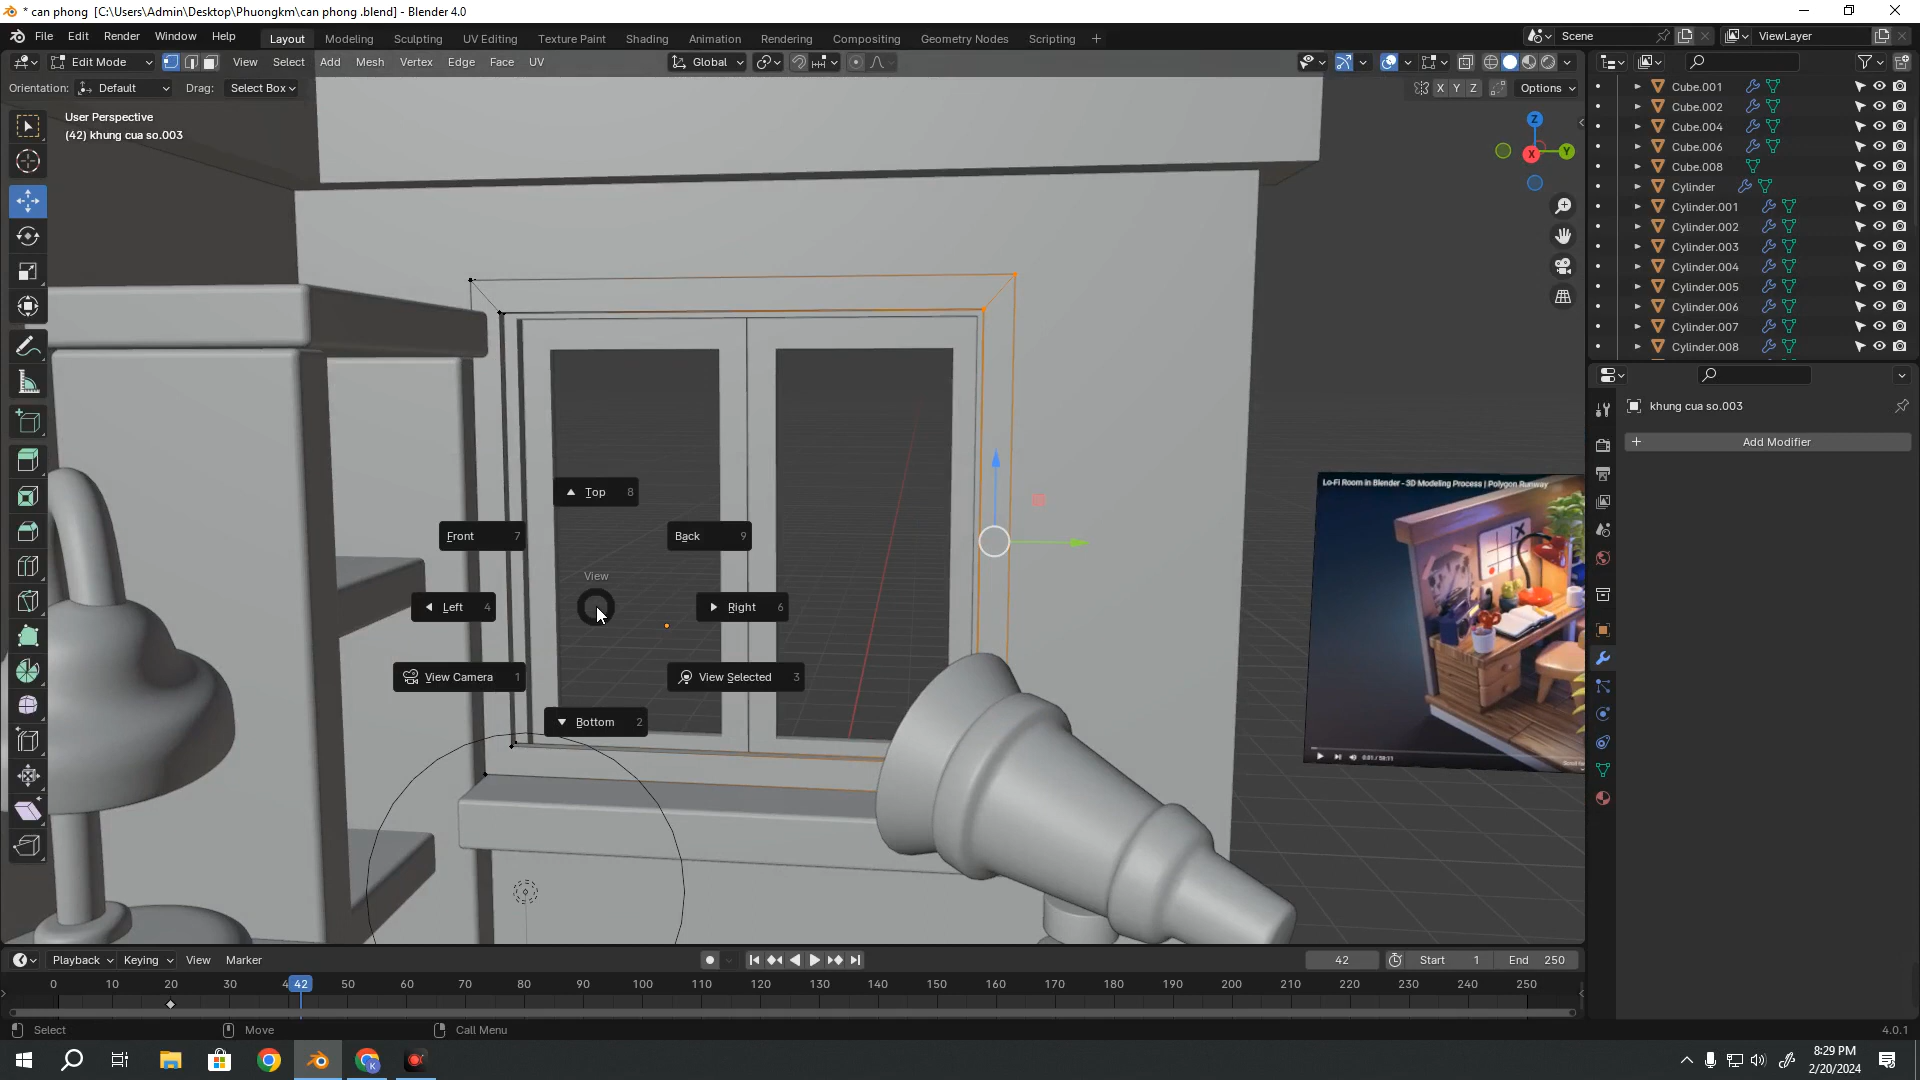 * can phong  [C:\Users\Admin\Desktop\Phuongkm\can phong .blend] - Blender 4.0
File Edit Render Window Help Layout Modeling Sculpting UV Editing Texture Paint Shading Animation Rendering Compositing Geometry Nodes Scripting + Scene ViewLayer
Edit Mode View Select Add Mesh Vertex Edge Face UV Global
Orientation: Default Drag: Select Box X Y Z Options
User Perspective
(42) khung cua so.003
Z
Y
X
Cube.001
Cube.002
Cube.004
Cube.006
Cube.008
Cylinder
Cylinder.001
Cylinder.002
Cylinder.003
Cylinder.004
Cylinder.005
Cylinder.006
Cylinder.007
Cylinder.008
khung cua so.003
+ Add Modifier
Top 8
Front 7
Back 9
View
Left 4
Right 6
View Camera 1
View Selected 3
Bottom 2
Lo-Fi Room in Blender - 3D Modeling Process | Polygon Runway
Playback Keying View Marker 42 Start 1 End 250
0 10 20 30 4 42 50 60 70 80 90 100 110 120 130 140 150 160 170 180 190 200 210 220 230 240 250
Select Move Call Menu 4.0.1
8:29 PM
2/20/2024